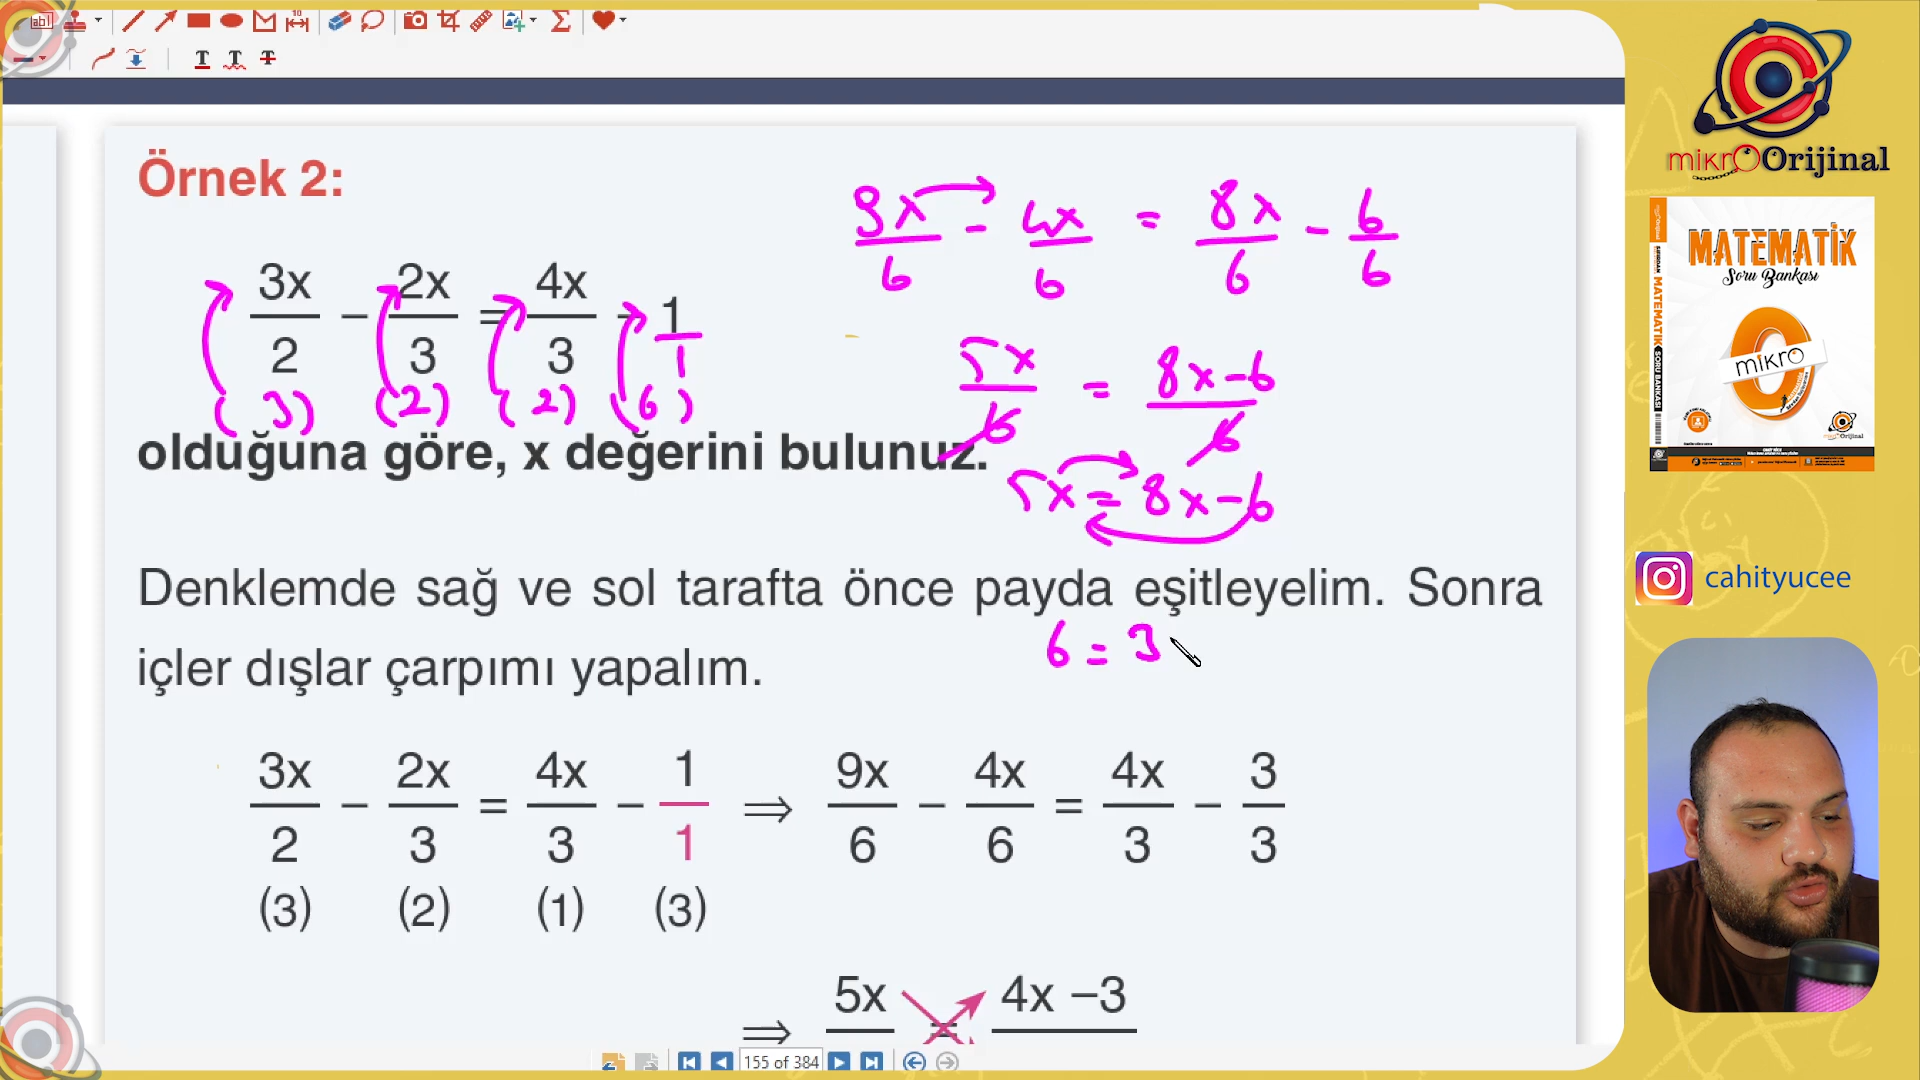 Örnek 2:
3x/2 − 2x/3 = 4x/3 − 1/1
(3) (2) (2) (6)
olduğuna göre, x değerini bulunuz.
9x/6 − 4x/6 = 8x/6 − 6/6
5x/6 = 8x−6/6
5x = 8x−6
Denklemde sağ ve sol tarafta önce payda eşitleyelim. Sonra
6 = 3
içler dışlar çarpımı yapalım.
3x/2 − 2x/3 = 4x/3 − 1/1 ⇒ 9x/6 − 4x/6 = 4x/3 − 3/3
(3) (2) (1) (3)
⇒ 5x = 4x −3
155 of 384
mikrOOrijinal
MATEMATİK
Soru Bankası
mikro
cahityucee